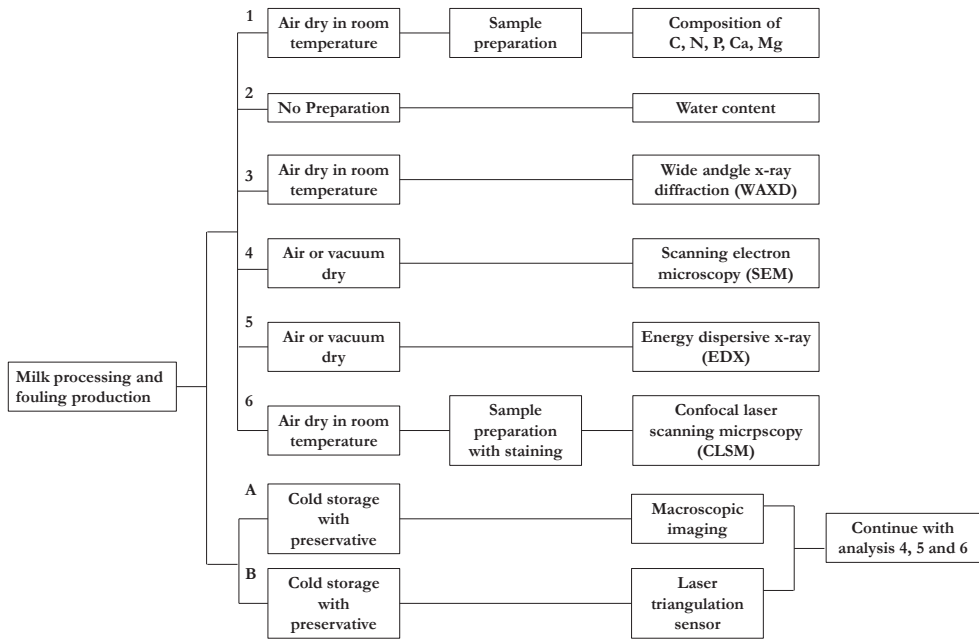 1
Air dry in room
temperature
Sample
preparation
Composition of
C, N, P, Ca, Mg
2
No Preparation
Water content
3
Air dry in room
temperature
Wide andgle x-ray
diffraction (WAXD)
4
Air or vacuum
dry
Scanning electron
microscopy (SEM)
5
Air or vacuum
dry
Energy dispersive x-ray
(EDX)
Milk processing and
fouling production
6
Air dry in room
temperature
Sample
preparation
with staining
Confocal laser
scanning micrpscopy
(CLSM)
A
Cold storage
with
preservative
Macroscopic
imaging
Continue with
analysis 4, 5 and 6
B
Cold storage
with
preservative
Laser
triangulation
sensor